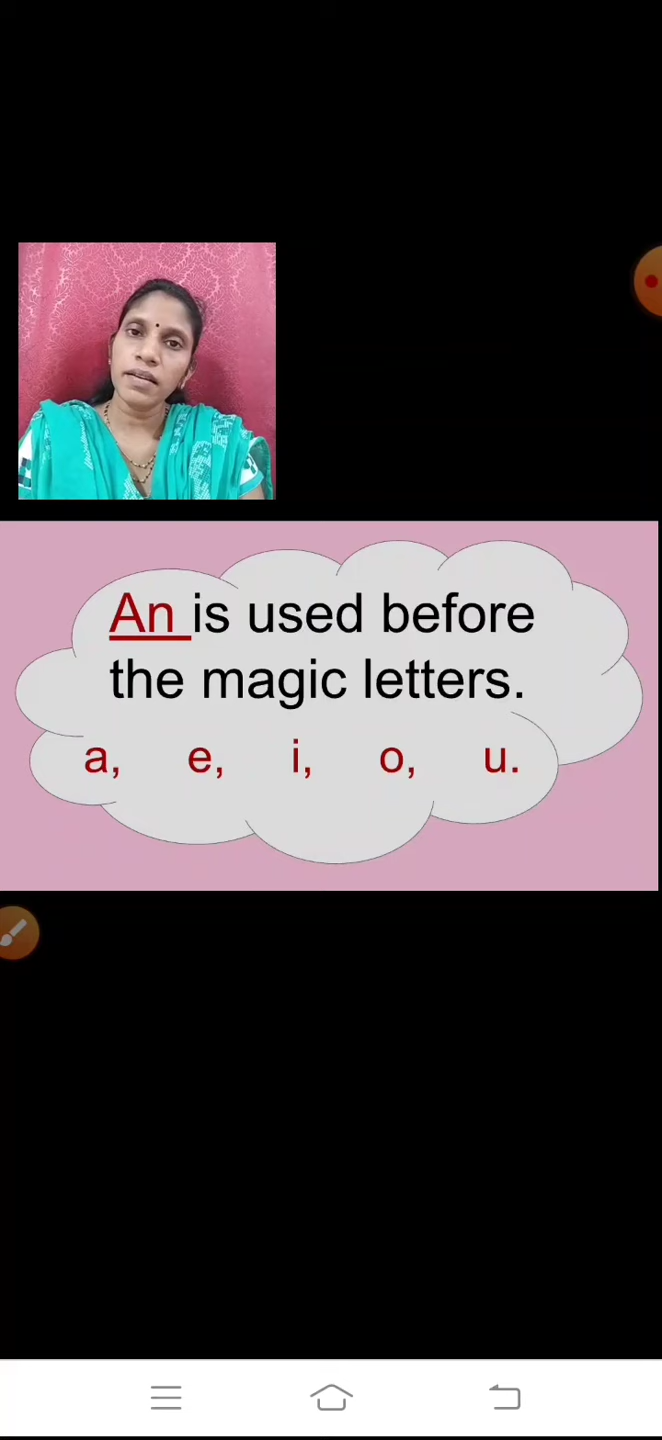 An is used before
the magic letters.
a, e, i, o, u.